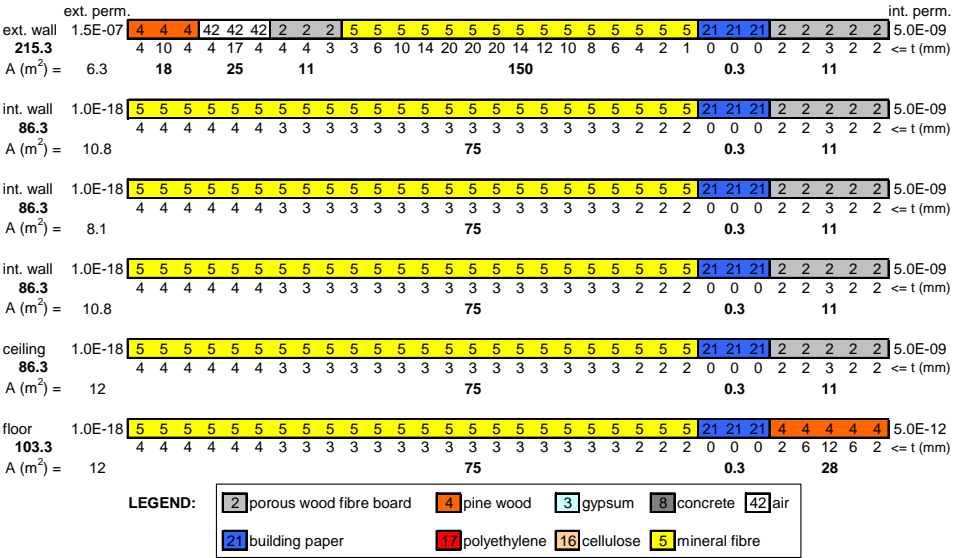 ext. perm. int. perm.
ext. wall 1.5E-07 4 4 4 42 42 42 2 2 2 5 5 5 5 5 5 5 5 5 5 5 5 5 5 5 21 21 21 2 2 2 2 2 5.0E-09
215.3 4 10 4 4 17 4 4 4 3 3 6 10 14 20 20 20 14 12 10 8 6 4 2 1 0 0 0 2 2 3 2 2 <= t (mm)
A (m²) = 6.3 18 25 11 150 0.3 11
int. wall 1.0E-18 5 5 5 5 5 5 5 5 5 5 5 5 5 5 5 5 5 5 5 5 5 5 5 5 21 21 21 2 2 2 2 2 5.0E-09
86.3 4 4 4 4 4 4 3 3 3 3 3 3 3 3 3 3 3 3 3 3 3 2 2 2 0 0 0 2 2 3 2 2 <= t (mm)
A (m²) = 10.8 75 0.3 11
int. wall 1.0E-18 5 5 5 5 5 5 5 5 5 5 5 5 5 5 5 5 5 5 5 5 5 5 5 5 21 21 21 2 2 2 2 2 5.0E-09
86.3 4 4 4 4 4 4 3 3 3 3 3 3 3 3 3 3 3 3 3 3 3 2 2 2 0 0 0 2 2 3 2 2 <= t (mm)
A (m²) = 8.1 75 0.3 11
int. wall 1.0E-18 5 5 5 5 5 5 5 5 5 5 5 5 5 5 5 5 5 5 5 5 5 5 5 5 21 21 21 2 2 2 2 2 5.0E-09
86.3 4 4 4 4 4 4 3 3 3 3 3 3 3 3 3 3 3 3 3 3 3 2 2 2 0 0 0 2 2 3 2 2 <= t (mm)
A (m²) = 10.8 75 0.3 11
ceiling 1.0E-18 5 5 5 5 5 5 5 5 5 5 5 5 5 5 5 5 5 5 5 5 5 5 5 5 21 21 21 2 2 2 2 2 5.0E-09
86.3 4 4 4 4 4 4 3 3 3 3 3 3 3 3 3 3 3 3 3 3 3 2 2 2 0 0 0 2 2 3 2 2 <= t (mm)
A (m²) = 12 75 0.3 11
floor 1.0E-18 5 5 5 5 5 5 5 5 5 5 5 5 5 5 5 5 5 5 5 5 5 5 5 5 21 21 21 4 4 4 4 4 5.0E-12
103.3 4 4 4 4 4 4 3 3 3 3 3 3 3 3 3 3 3 3 3 3 3 2 2 2 0 0 0 2 6 12 6 2 <= t (mm)
A (m²) = 12 75 0.3 28
LEGEND: 2 porous wood fibre board 4 pine wood 3 gypsum 8 concrete 42 air
21 building paper 17 polyethylene 16 cellulose 5 mineral fibre